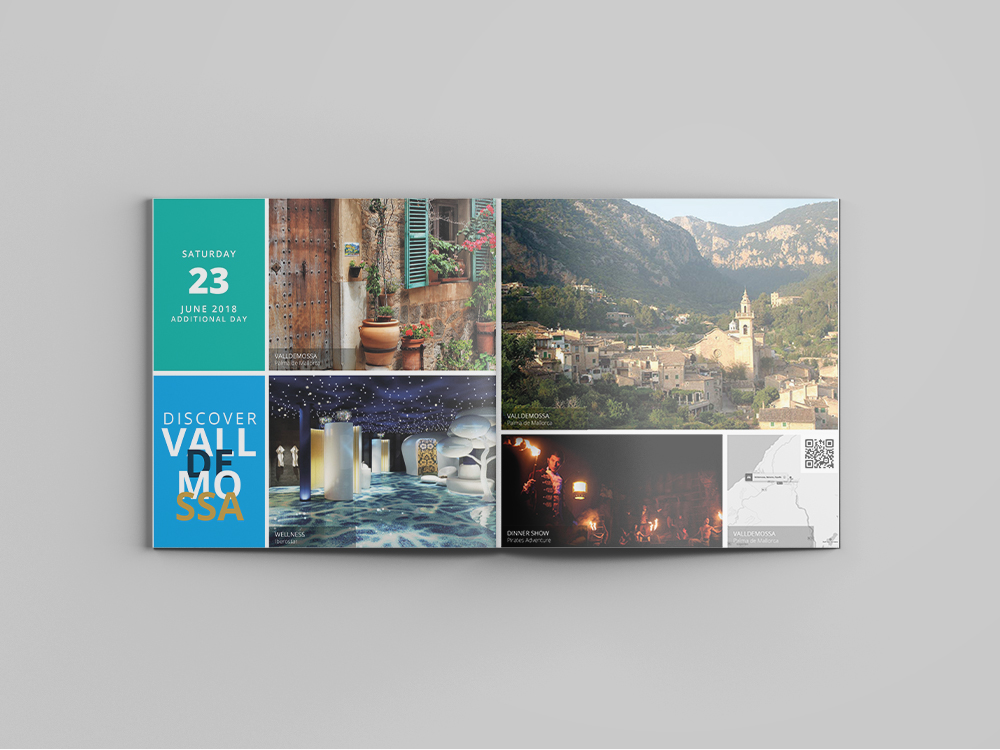 SATURDAY
23
JUNE 2018
ADDITIONAL DAY
DISCOVER
VALL
DE
MO
SSA
VALLDEMOSSA
Palma de Mallorca
WELLNESS
Iberostar
VALLDEMOSSA
Palma de Mallorca
DINNER SHOW
Pirates Adventure
VALLDEMOSSA
Palma de Mallorca